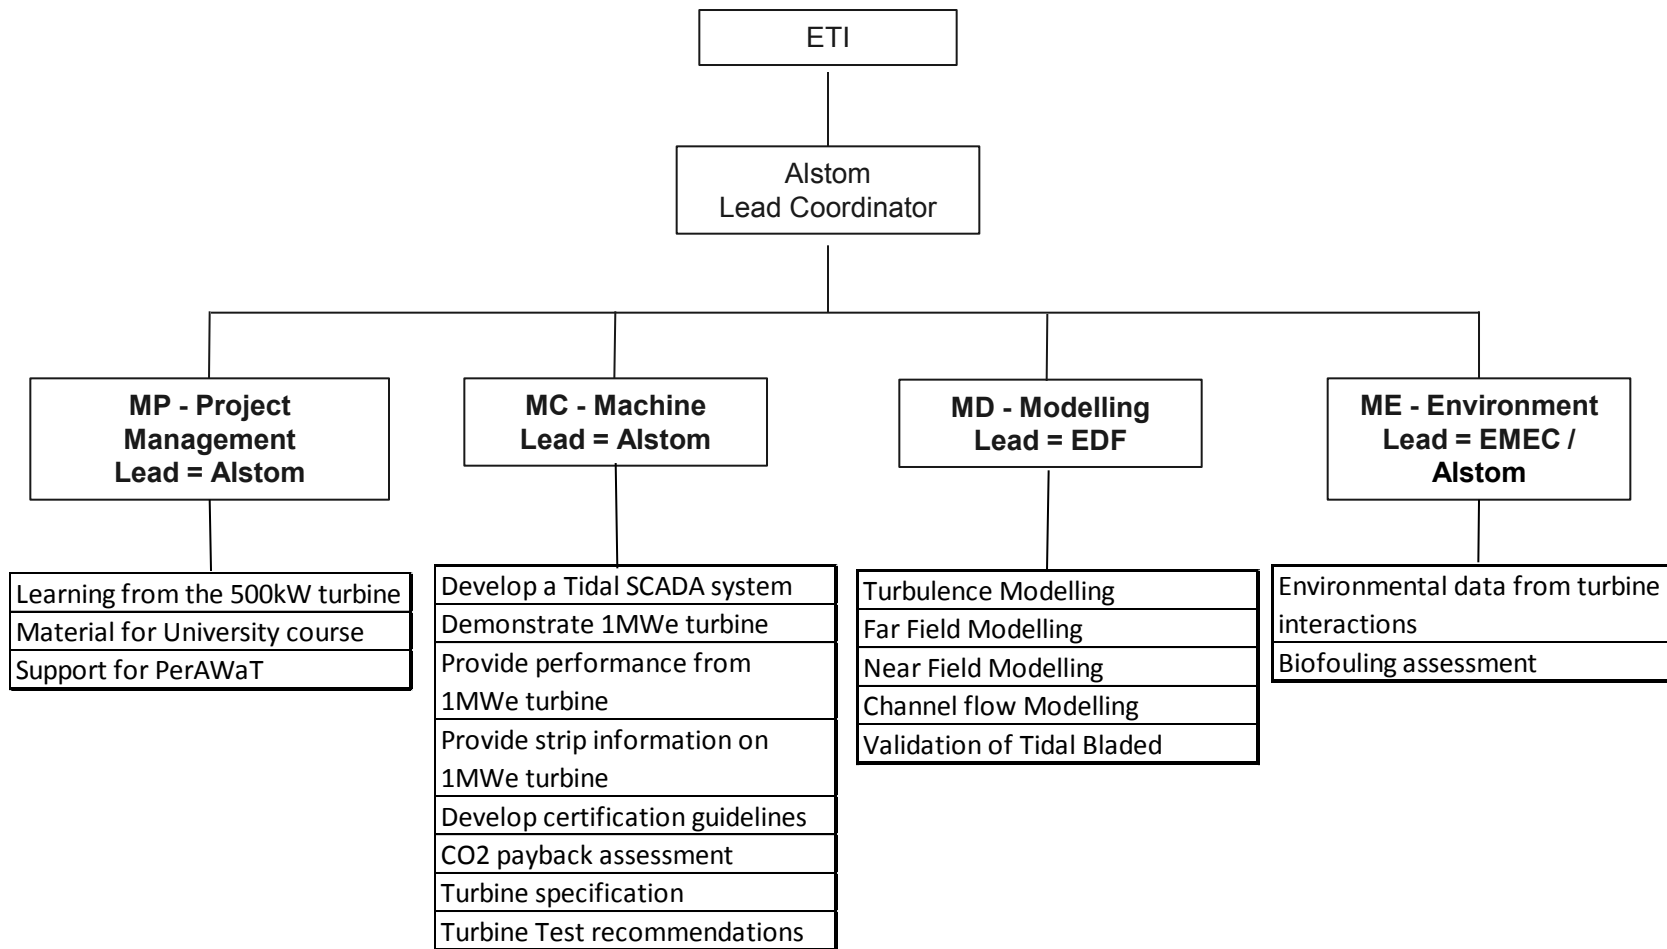 ETI
Alstom
Lead Coordinator
MP - Project
Management
Lead = Alstom
MC - Machine
Lead = Alstom
MD - Modelling
Lead = EDF
ME - Environment
Lead = EMEC /
Alstom
Learning from the 500kW turbine
Material for University course
Support for PerAWaT
Develop a Tidal SCADA system
Demonstrate 1MWe turbine
Provide performance from
1MWe turbine
Provide strip information on
1MWe turbine
Develop certification guidelines
CO2 payback assessment
Turbine specification
Turbine Test recommendations
Turbulence Modelling
Far Field Modelling
Near Field Modelling
Channel flow Modelling
Validation of Tidal Bladed
Environmental data from turbine
interactions
Biofouling assessment